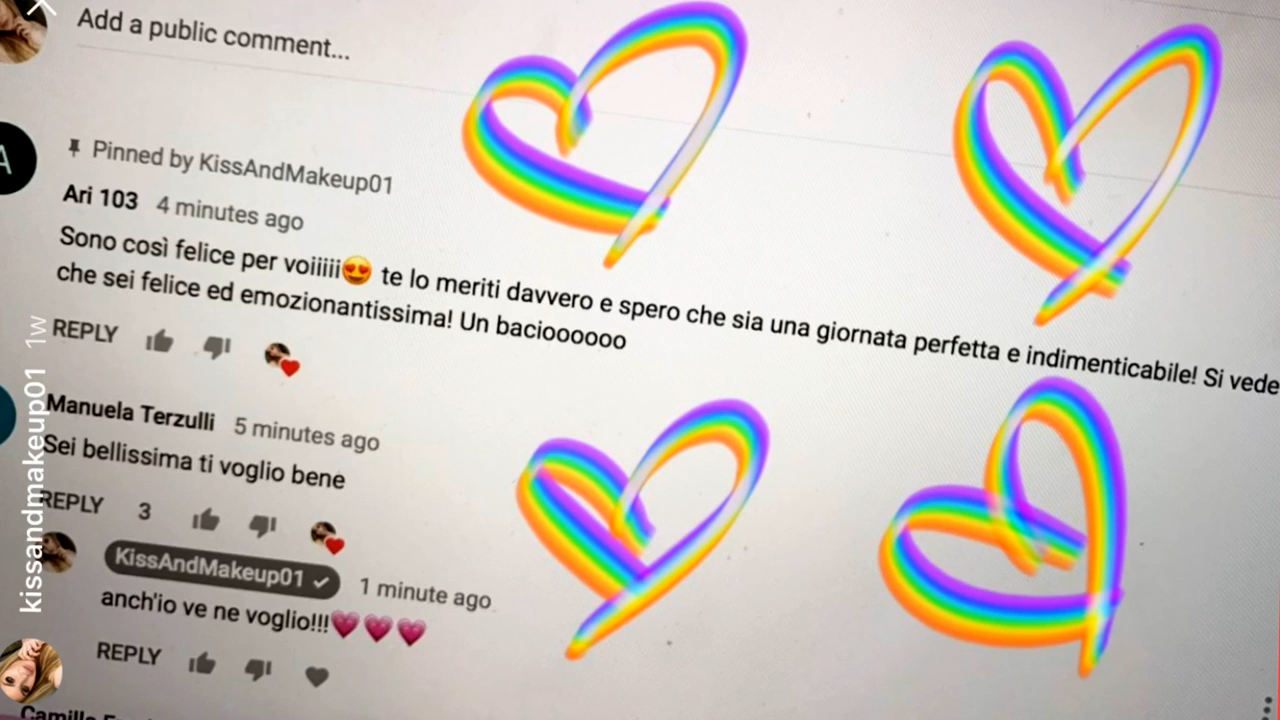 Add a public comment...
Pinned by KissAndMakeup01
Ari 103 4 minutes ago
Sono così felice per voiiiii😍 te lo meriti davvero e spero che sia una giornata perfetta e indimenticabile! Si vede
che sei felice ed emozionantissima! Un bacioooooo
REPLY
Manuela Terzulli 5 minutes ago
Sei bellissima ti voglio bene
REPLY 3
KissAndMakeup01 1 minute ago
anch'io ve ne voglio!!!💗💗💗
REPLY
kissandmakeup01 1w
A